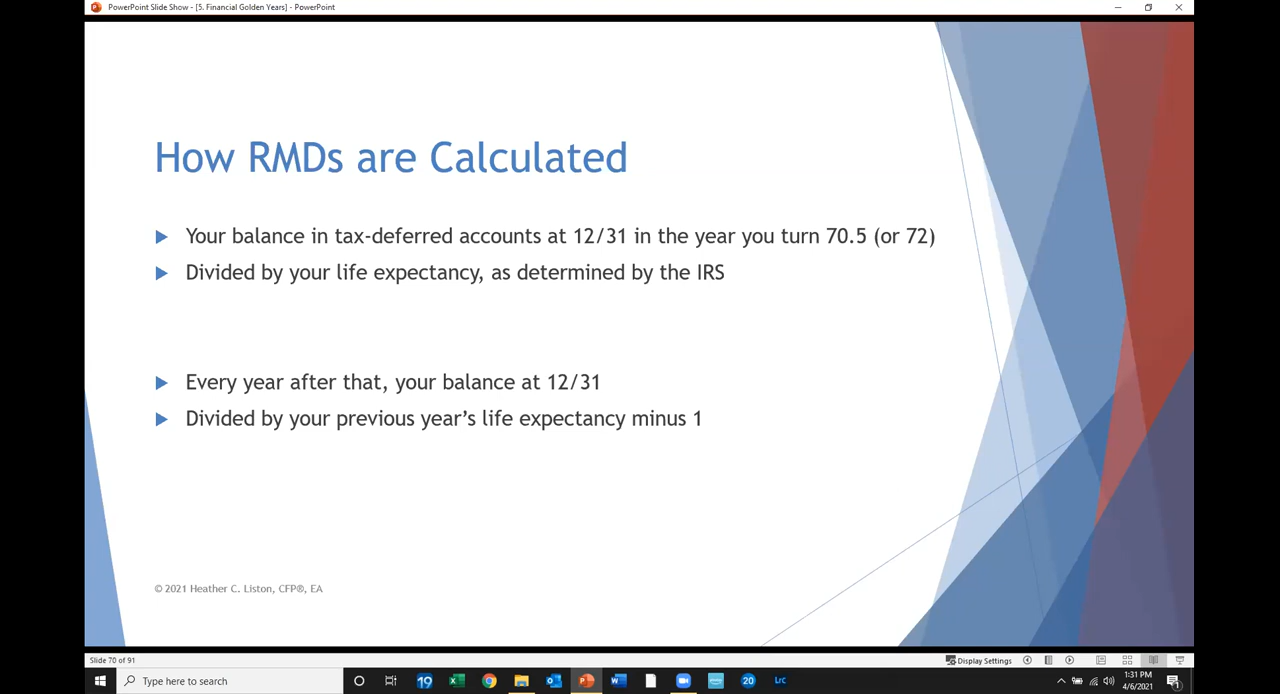 PowerPoint Slide Show - [5. Financial Golden Years] - PowerPoint
How RMDs are Calculated
Your balance in tax-deferred accounts at 12/31 in the year you turn 70.5 (or 72)
Divided by your life expectancy, as determined by the IRS
Every year after that, your balance at 12/31
Divided by your previous year's life expectancy minus 1
© 2021 Heather C. Liston, CFP®, EA
Slide 70 of 91
Display Settings
Type here to search
19
20
Lrc
1:31 PM
4/6/2021
1